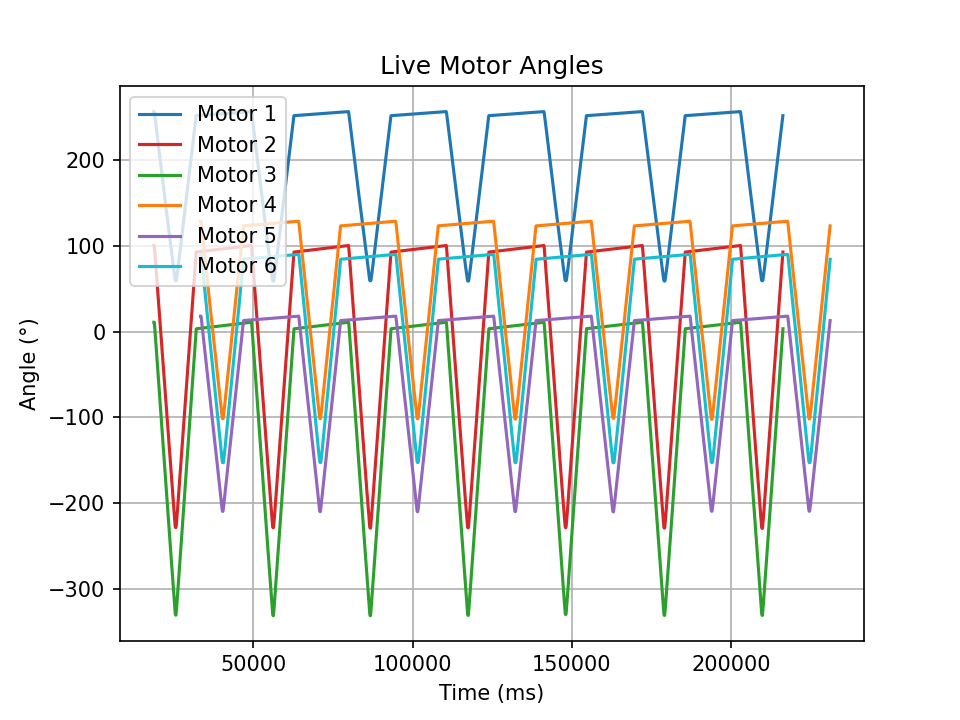 Live Motor Angles
Motor 1
Motor 2
Motor 3
Motor 4
Motor 5
Motor 6
Angle (°)
200
100
0
−100
−200
−300
50000
100000
150000
200000
Time (ms)